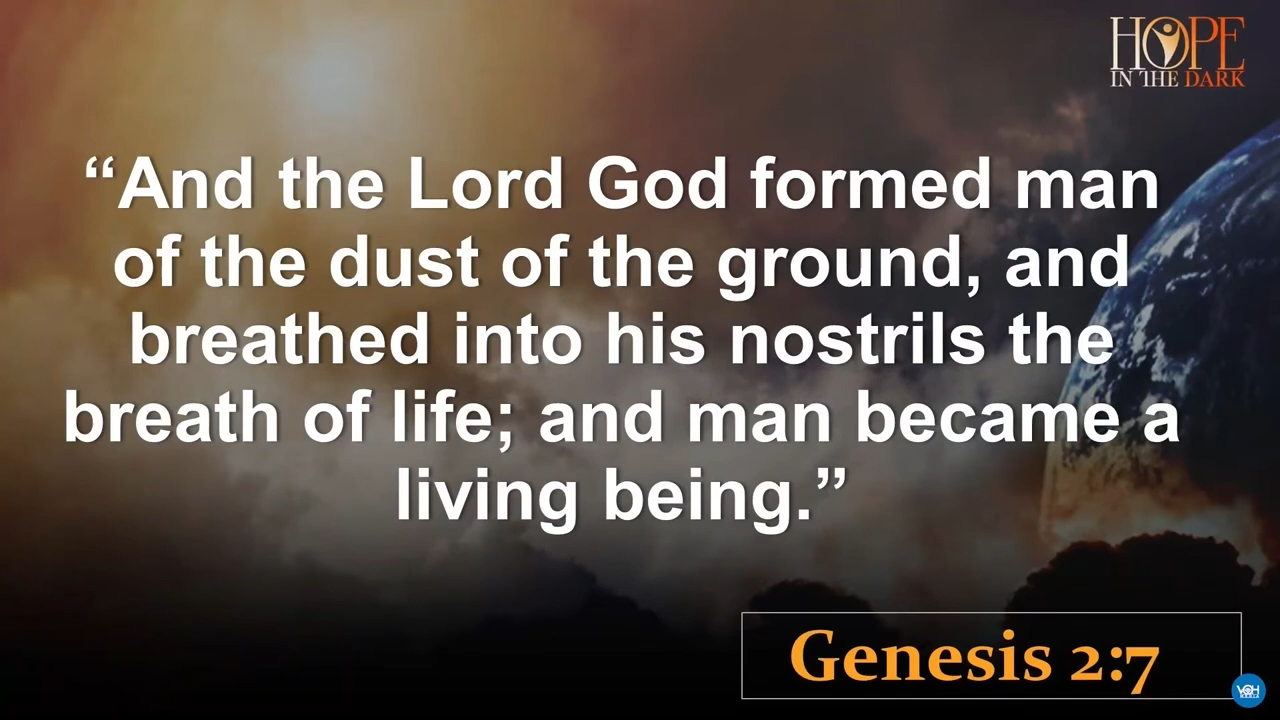 HOPE
IN THE DARK
“And the Lord God formed man
of the dust of the ground, and
breathed into his nostrils the
breath of life; and man became a
living being.”
Genesis 2:7
VOH